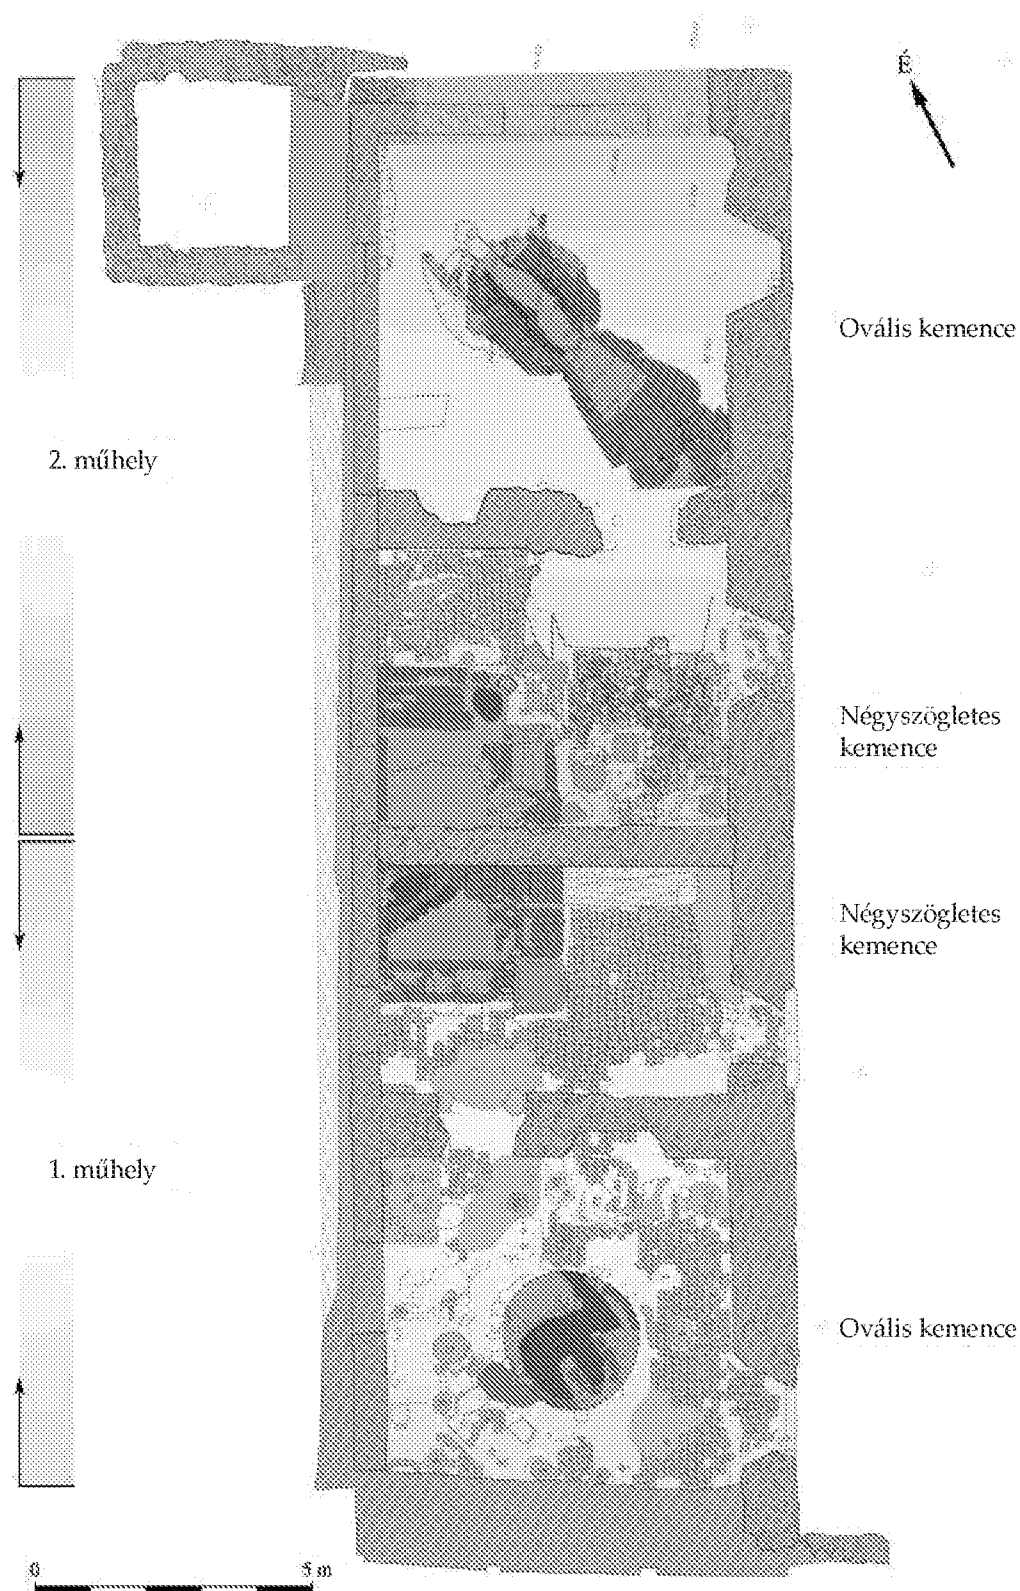 É
Ovális kemence
2. műhely
Négyszögletes
kemence
Négyszögletes
kemence
1. műhely
Ovális kemence
0 5 m